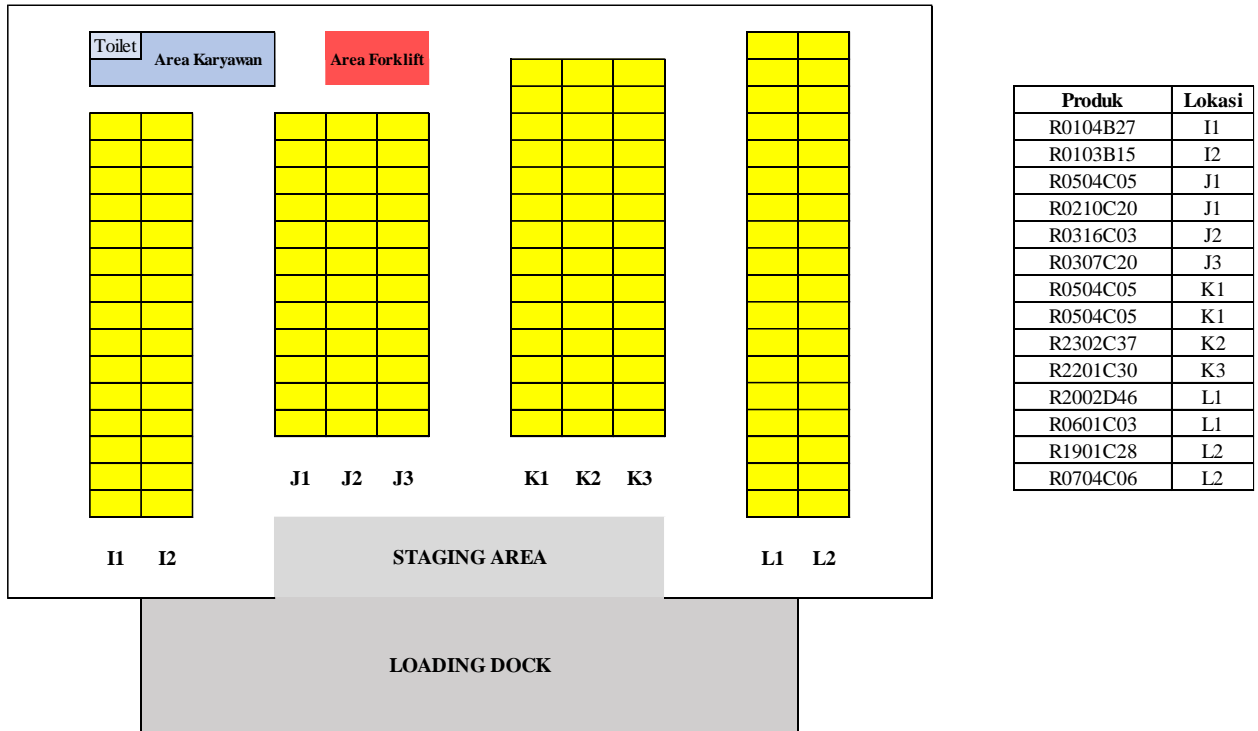 Toilet
Area Karyawan
Area Forklift
J1 J2 J3
K1 K2 K3
I1 I2
STAGING AREA
L1 L2
LOADING DOCK
Produk Lokasi
R0104B27 I1
R0103B15 I2
R0504C05 J1
R0210C20 J1
R0316C03 J2
R0307C20 J3
R0504C05 K1
R0504C05 K1
R2302C37 K2
R2201C30 K3
R2002D46 L1
R0601C03 L1
R1901C28 L2
R0704C06 L2